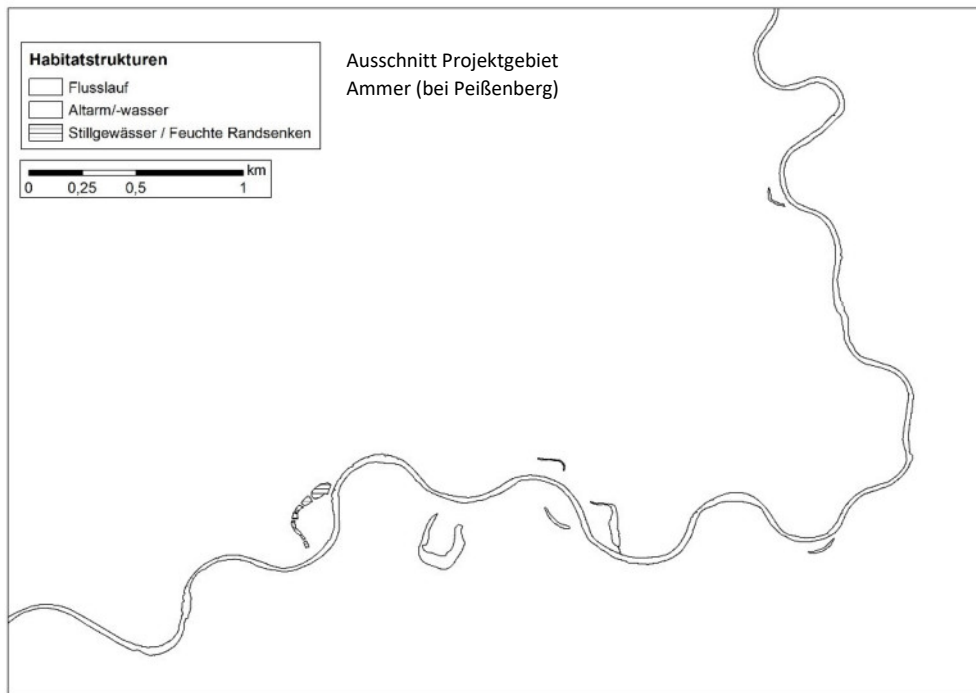 Habitatstrukturen
Flusslauf
Altarm/-wasser
Stillgewässer / Feuchte Randsenken
km
0 0,25 0,5 1
Ausschnitt Projektgebiet
Ammer (bei Peißenberg)